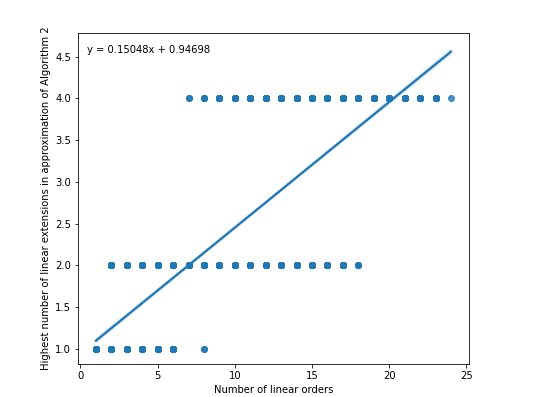 y = 0.15048x + 0.94698
Highest number of linear extensions in approximation of Algorithm 2
4.5
4.0
3.5
3.0
2.5
2.0
1.5
1.0
0 5 10 15 20 25
Number of linear orders